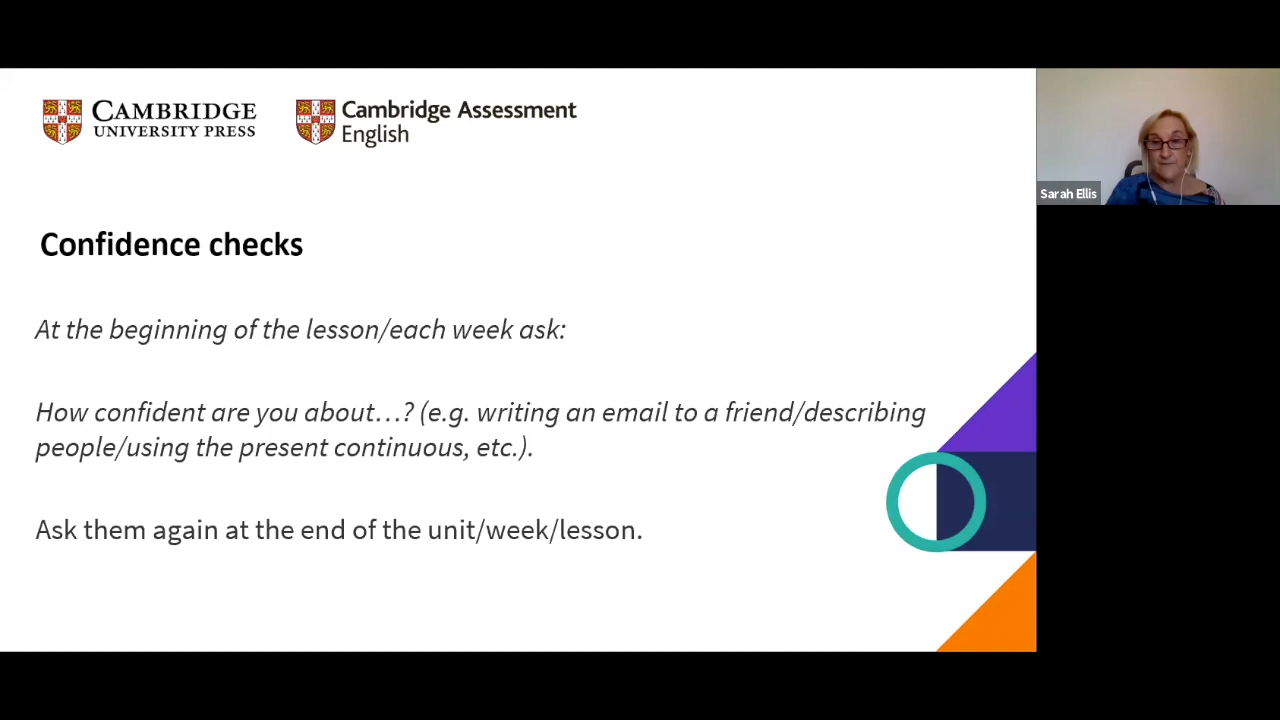 CAMBRIDGE
UNIVERSITY PRESS
Cambridge Assessment
English
Sarah Ellis
Confidence checks
At the beginning of the lesson/each week ask:
How confident are you about…? (e.g. writing an email to a friend/describing
people/using the present continuous, etc.).
Ask them again at the end of the unit/week/lesson.